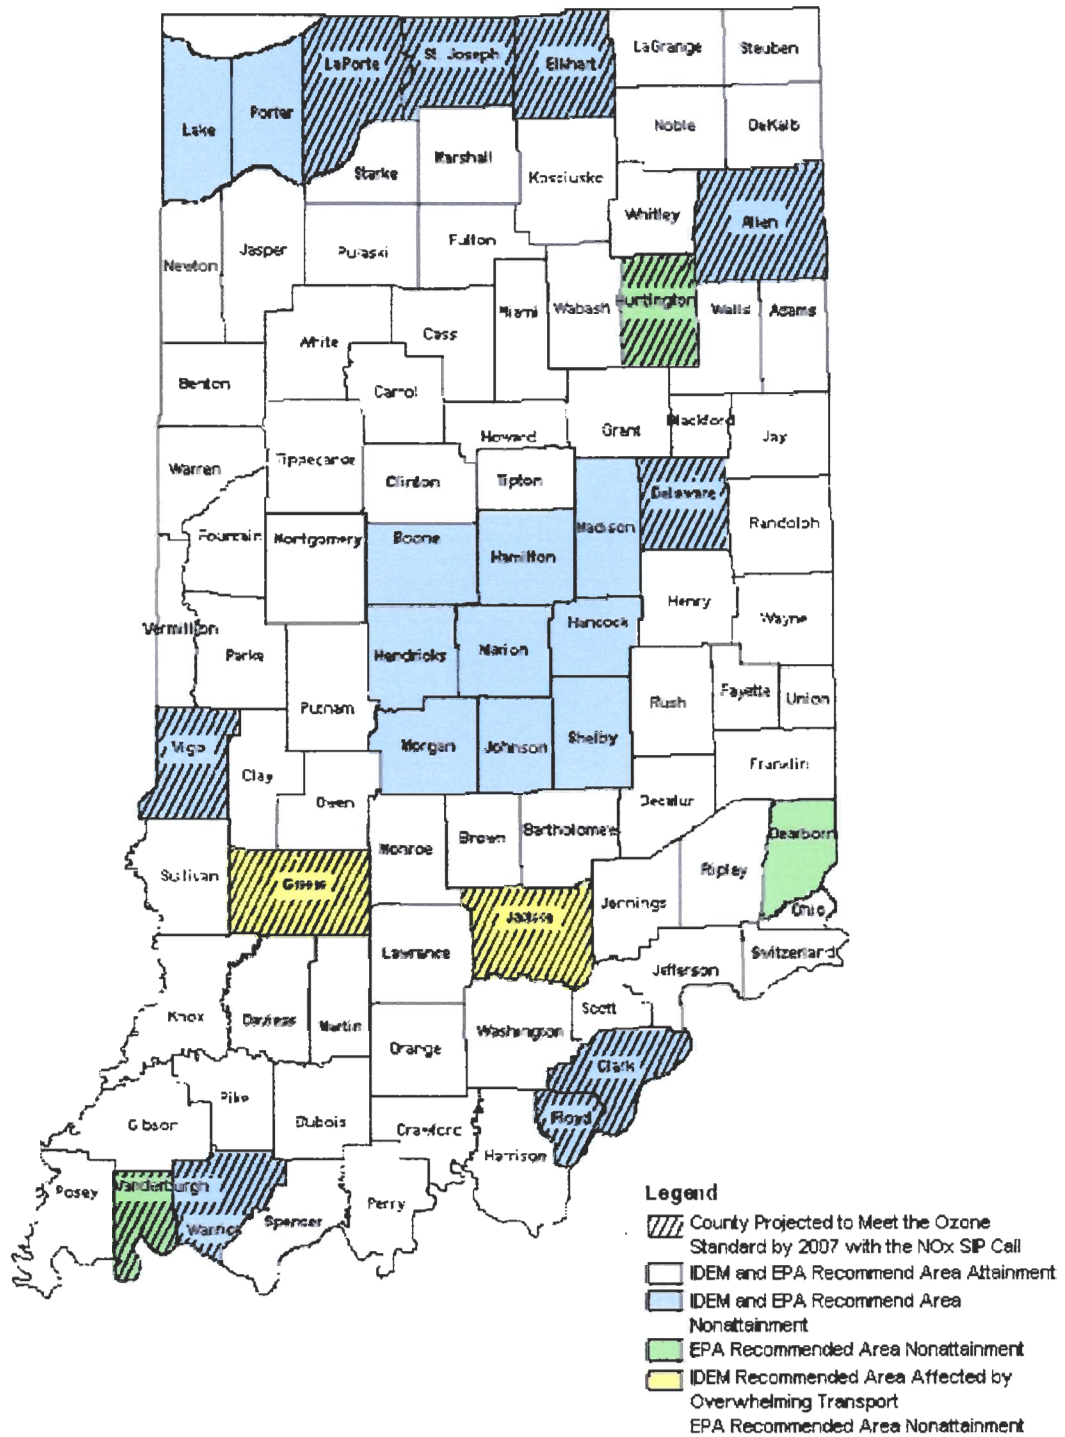 LaPorte
St. Joseph
Elkhart
LaGrange
Steuben
Lake
Porter
Noble
DeKalb
Starke
Marshall
Kosciusko
Whitley
Allen
Newton
Jasper
Pulaski
Fulton
Miami
Wabash
Huntington
Wells
Adams
White
Cass
Benton
Carrol
Howard
Grant
Blackford
Jay
Warren
Tippecanoe
Clinton
Tipton
Madison
Delaware
Randolph
Fountain
Montgomery
Boone
Hamilton
Henry
Wayne
Vermillion
Parke
Hendricks
Marion
Hancock
Putnam
Rush
Fayette
Union
Vigo
Clay
Morgan
Johnson
Shelby
Franklin
Owen
Decatur
Monroe
Brown
Bartholomew
Dearborn
Sullivan
Greene
Jackson
Jennings
Ripley
Ohio
Lawrence
Jefferson
Switzerland
Knox
Daviess
Martin
Orange
Washington
Scott
Clark
Gibson
Pike
Dubois
Crawford
Floyd
Harrison
Posey
Vanderburgh
Warrick
Spencer
Perry
Legend
County Projected to Meet the Ozone
Standard by 2007 with the NOx SIP Call
IDEM and EPA Recommend Area Attainment
IDEM and EPA Recommend Area
Nonattainment
EPA Recommended Area Nonattainment
IDEM Recommended Area Affected by
Overwhelming Transport
EPA Recommended Area Nonattainment